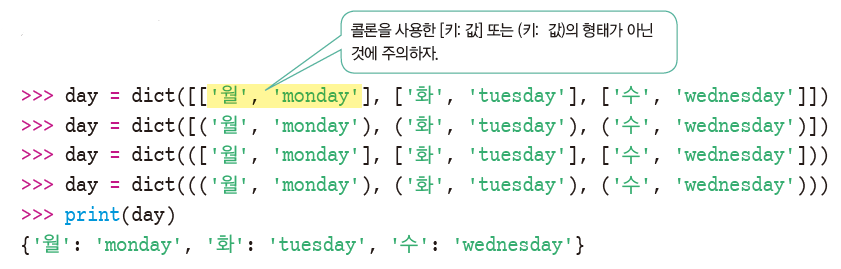 콜론을 사용한 [키: 값] 또는 (키: 값)의 형태가 아닌
것에 주의하자.
>>> day = dict([['월', 'monday'], ['화', 'tuesday'], ['수', 'wednesday']])
>>> day = dict([('월', 'monday'), ('화', 'tuesday'), ('수', 'wednesday')])
>>> day = dict((['월', 'monday'], ['화', 'tuesday'], ['수', 'wednesday']))
>>> day = dict((('월', 'monday'), ('화', 'tuesday'), ('수', 'wednesday')))
>>> print(day)
{'월': 'monday', '화': 'tuesday', '수': 'wednesday'}